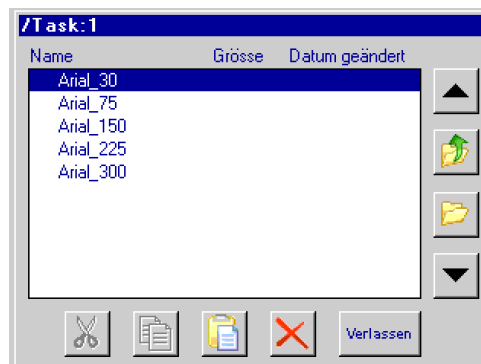 /Task:1
Name Grösse Datum geändert
Arial_30
Arial_75
Arial_150
Arial_225
Arial_300
Verlassen